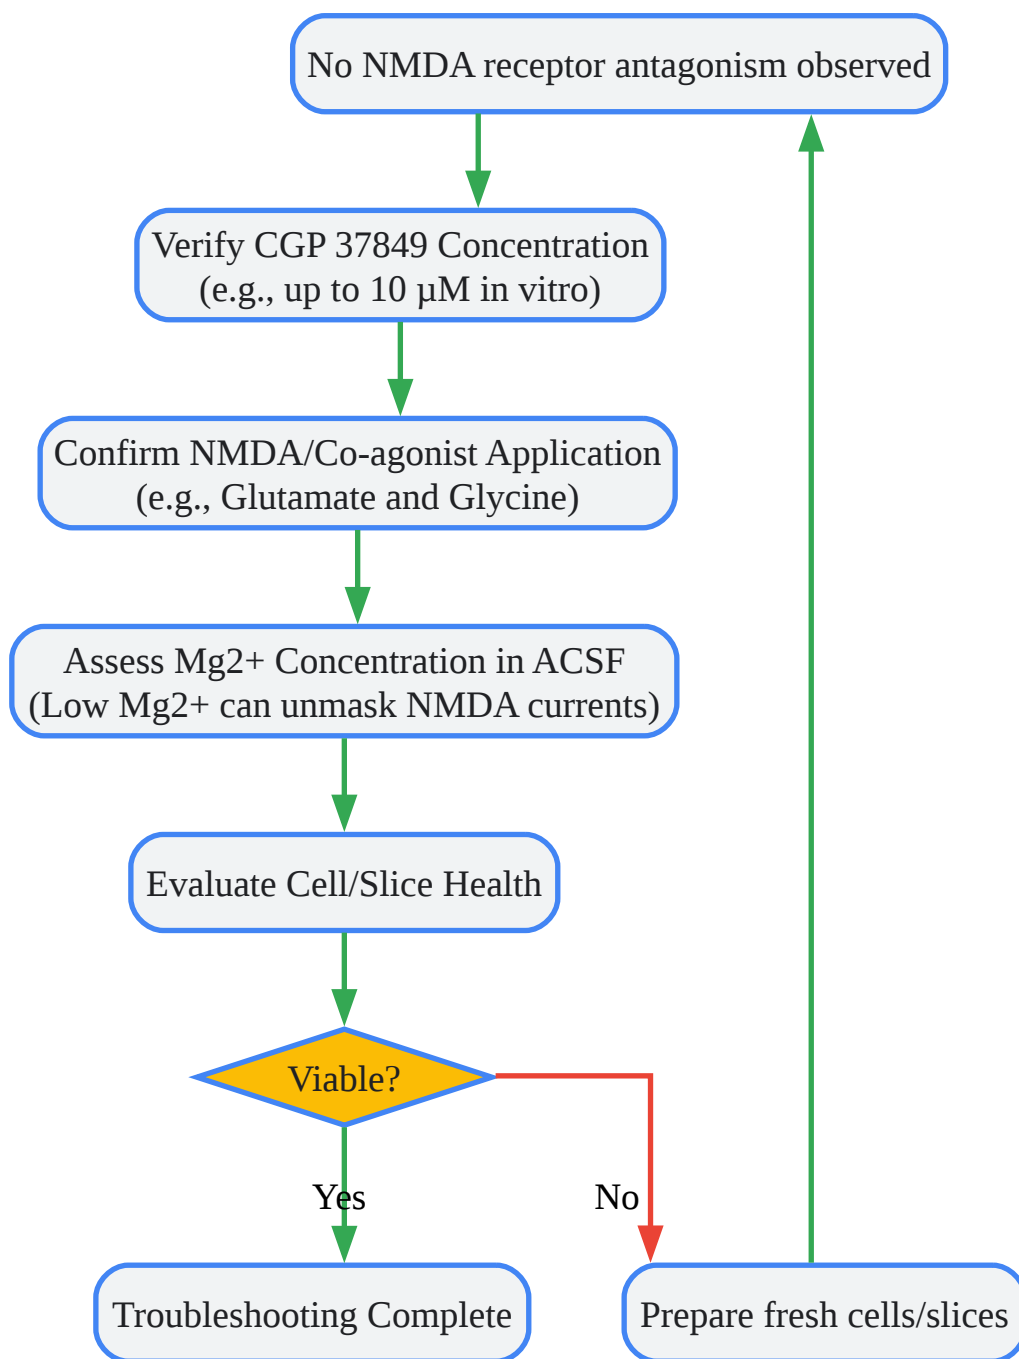 No NMDA receptor antagonism observed
Verify CGP 37849 Concentration
(e.g., up to 10 µM in vitro)
Confirm NMDA/Co-agonist Application
(e.g., Glutamate and Glycine)
Assess Mg2+ Concentration in ACSF
(Low Mg2+ can unmask NMDA currents)
Evaluate Cell/Slice Health
Viable?
Yes
No
Troubleshooting Complete
Prepare fresh cells/slices